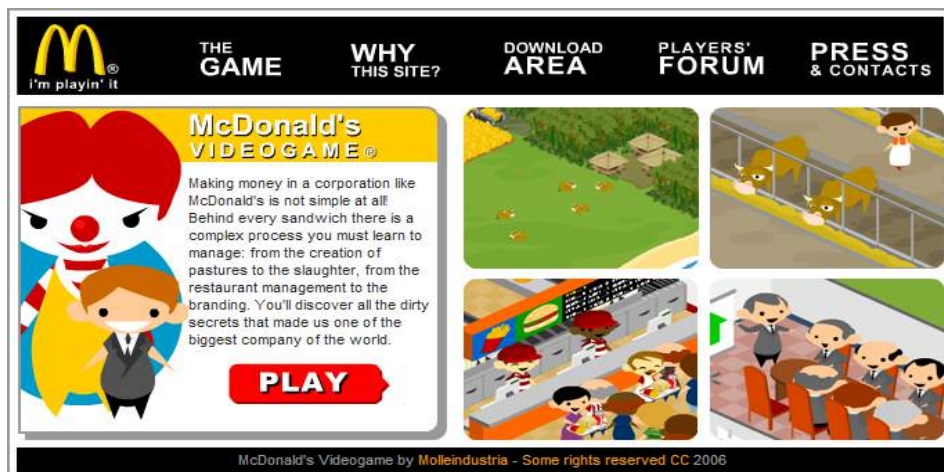 i'm playin' it
THE
GAME
WHY
THIS SITE?
DOWNLOAD
AREA
PLAYERS'
FORUM
PRESS
& CONTACTS
McDonald's
VIDEOGAME®
Making money in a corporation like
McDonald's is not simple at all!
Behind every sandwich there is a
complex process you must learn to
manage: from the creation of
pastures to the slaughter, from the
restaurant management to the
branding. You'll discover all the dirty
secrets that made us one of the
biggest company of the world.
PLAY
McDonald's Videogame by Molleindustria - Some rights reserved CC 2006